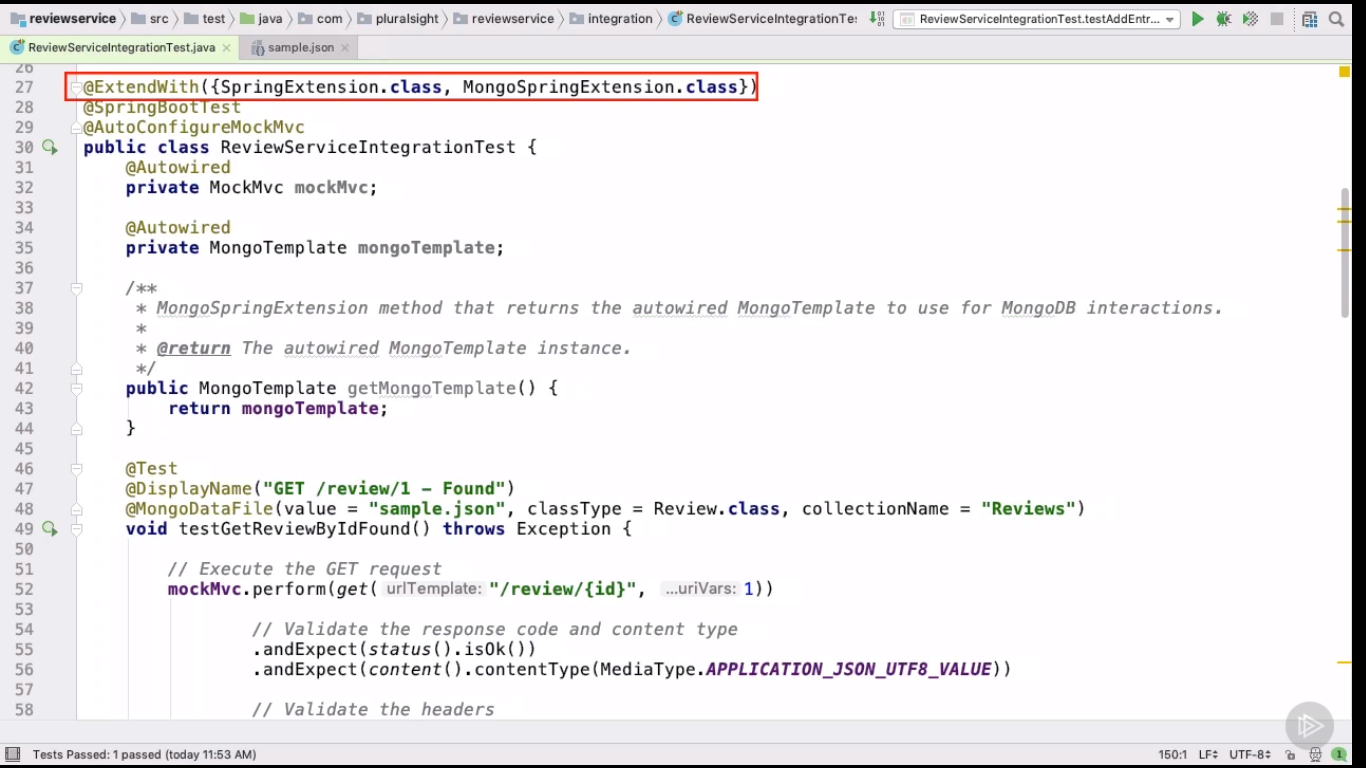 reviewservice src test java com pluralsight reviewservice integration ReviewServiceIntegrationTe: ReviewServiceIntegrationTest.testAddEntr...
ReviewServiceIntegrationTest.java sample.json
26
27 @ExtendWith({SpringExtension.class, MongoSpringExtension.class})
28 @SpringBootTest
29 @AutoConfigureMockMvc
30 public class ReviewServiceIntegrationTest {
31 @Autowired
32 private MockMvc mockMvc;
33
34 @Autowired
35 private MongoTemplate mongoTemplate;
36
37 /**
38 * MongoSpringExtension method that returns the autowired MongoTemplate to use for MongoDB interactions.
39 *
40 * @return The autowired MongoTemplate instance.
41 */
42 public MongoTemplate getMongoTemplate() {
43 return mongoTemplate;
44 }
45
46 @Test
47 @DisplayName("GET /review/1 - Found")
48 @MongoDataFile(value = "sample.json", classType = Review.class, collectionName = "Reviews")
49 void testGetReviewByIdFound() throws Exception {
50
51 // Execute the GET request
52 mockMvc.perform(get( urlTemplate: "/review/{id}", ...uriVars: 1))
53
54 // Validate the response code and content type
55 .andExpect(status().isOk())
56 .andExpect(content().contentType(MediaType.APPLICATION_JSON_UTF8_VALUE))
57
58 // Validate the headers
Tests Passed: 1 passed (today 11:53 AM) 150:1 LF UTF-8 1